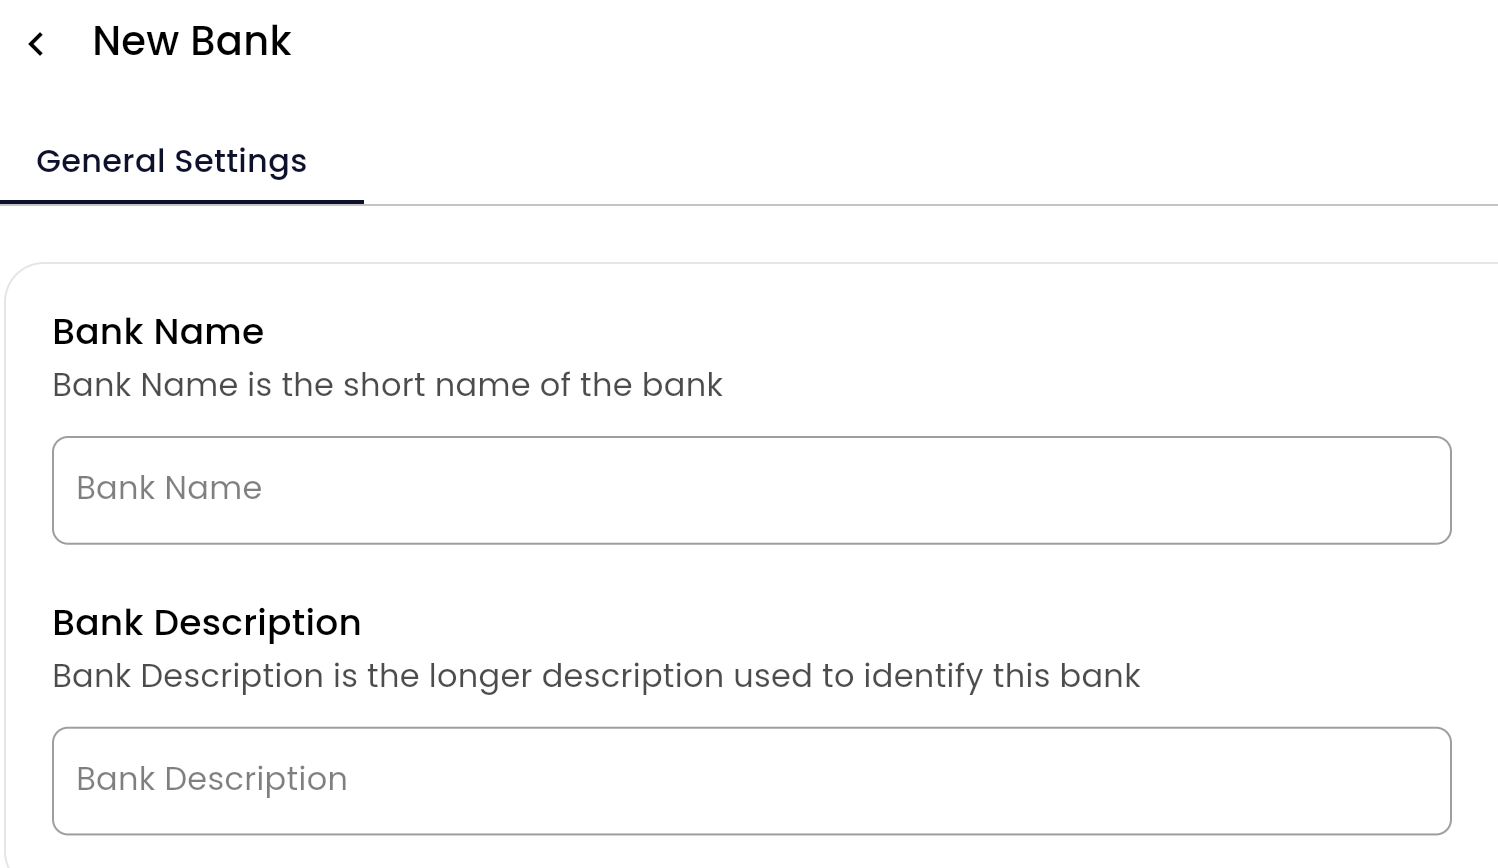 New Bank
General Settings
Bank Name
Bank Name is the short name of the bank
Bank Name
Bank Description
Bank Description is the longer description used to identify this bank
Bank Description